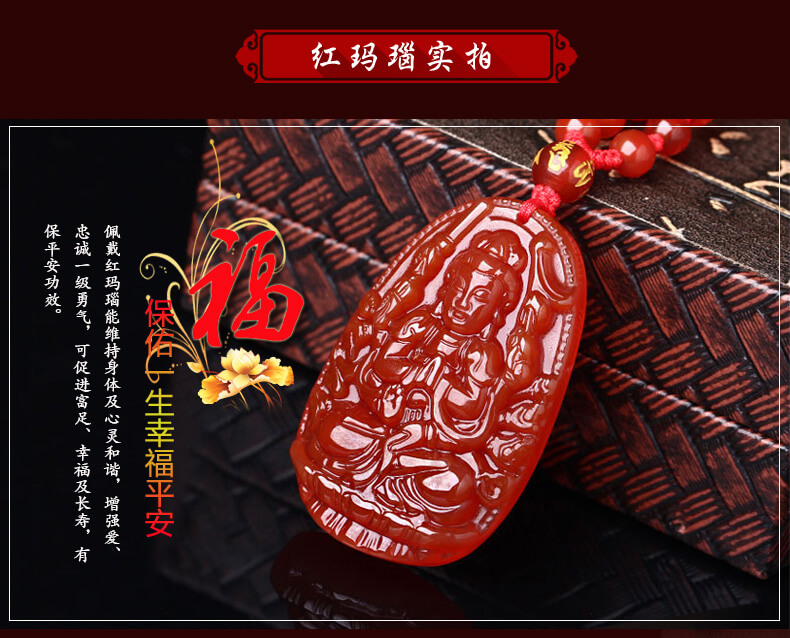 红玛瑙实拍
福
保佑一生幸福平安
佩戴红玛瑙能维持身体及心灵和谐，增强爱、
忠诚一级勇气，可促进富足、幸福及长寿，有
保平安功效。